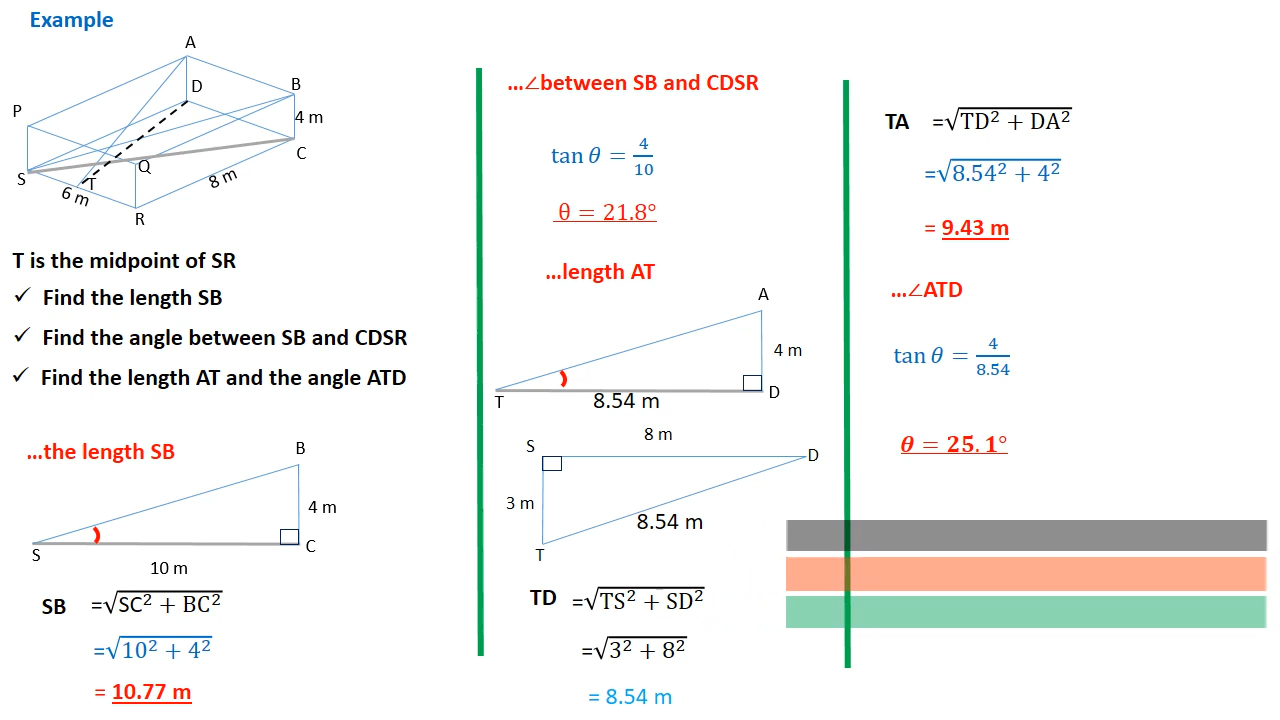 Example
A
D
B
P
4 m
C
Q
S
T
8 m
6 m
R
T is the midpoint of SR
✓ Find the length SB
✓ Find the angle between SB and CDSR
✓ Find the length AT and the angle ATD
...the length SB
B
4 m
S
C
10 m
SB =√SC² + BC²
=√10² + 4²
= 10.77 m
...∠between SB and CDSR
tan θ = 4/10
θ = 21.8°
...length AT
A
4 m
T
D
8.54 m
8 m
S
D
3 m
8.54 m
T
TD =√TS² + SD²
=√3² + 8²
= 8.54 m
TA =√TD² + DA²
=√8.54² + 4²
= 9.43 m
...∠ATD
tan θ = 4/8.54
θ = 25.1°